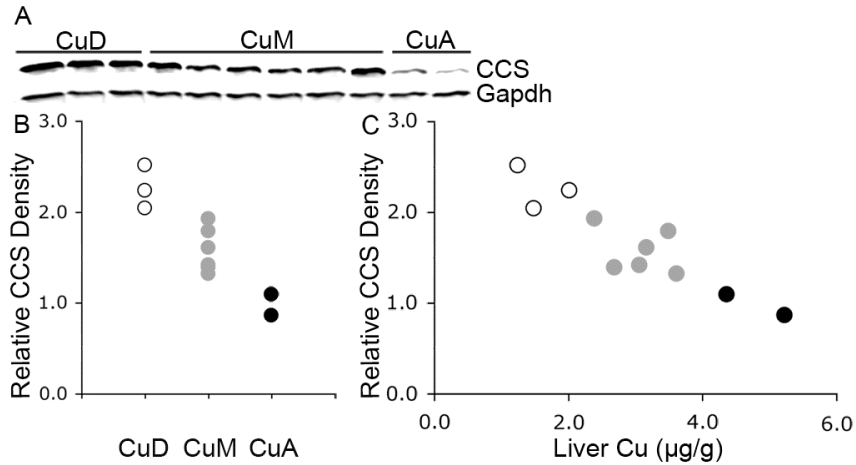 A
CuD CuM CuA
CCS
Gapdh
B
3.0
2.0
1.0
0.0
Relative CCS Density
CuD CuM CuA
C
3.0
2.0
1.0
0.0
Relative CCS Density
0.0 2.0 4.0 6.0
Liver Cu (µg/g)